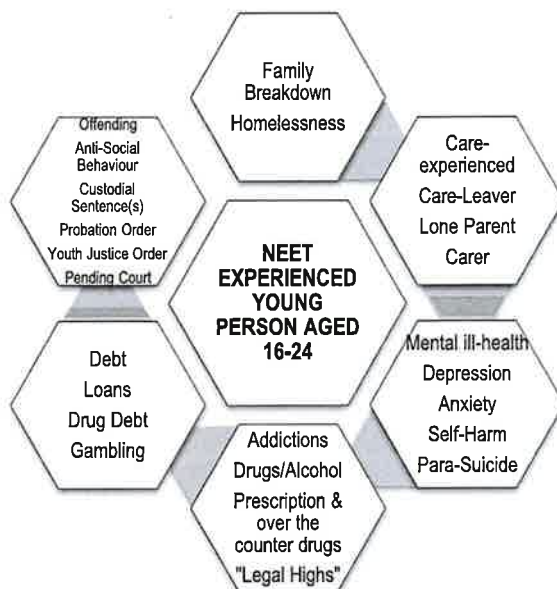 Family
Breakdown
Homelessness
Care-
experienced
Care-Leaver
Lone Parent
Carer
Mental ill-health
Depression
Anxiety
Self-Harm
Para-Suicide
Addictions
Drugs/Alcohol
Prescription &
over the
counter drugs
"Legal Highs"
Debt
Loans
Drug Debt
Gambling
Offending
Anti-Social
Behaviour
Custodial
Sentence(s)
Probation Order
Youth Justice Order
Pending Court
NEET
EXPERIENCED
YOUNG
PERSON AGED
16-24